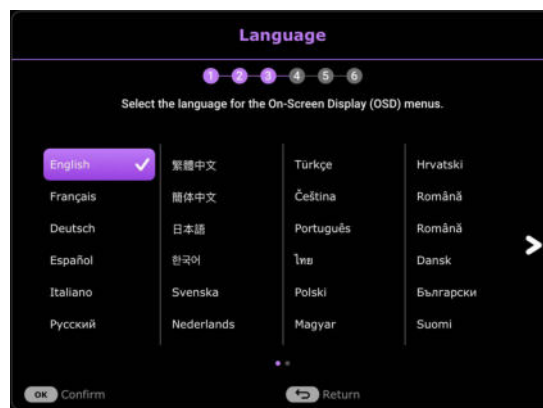 Language
1 2 3 4 5 6
Select the language for the On-Screen Display (OSD) menus.
English 繁體中文 Türkçe Hrvatski
Français 簡体中文 Čeština Română
Deutsch 日本語 Português Română
Español 한국어 ไทย Dansk
Italiano Svenska Polski Български
Русский Nederlands Magyar Suomi
OK Confirm Return